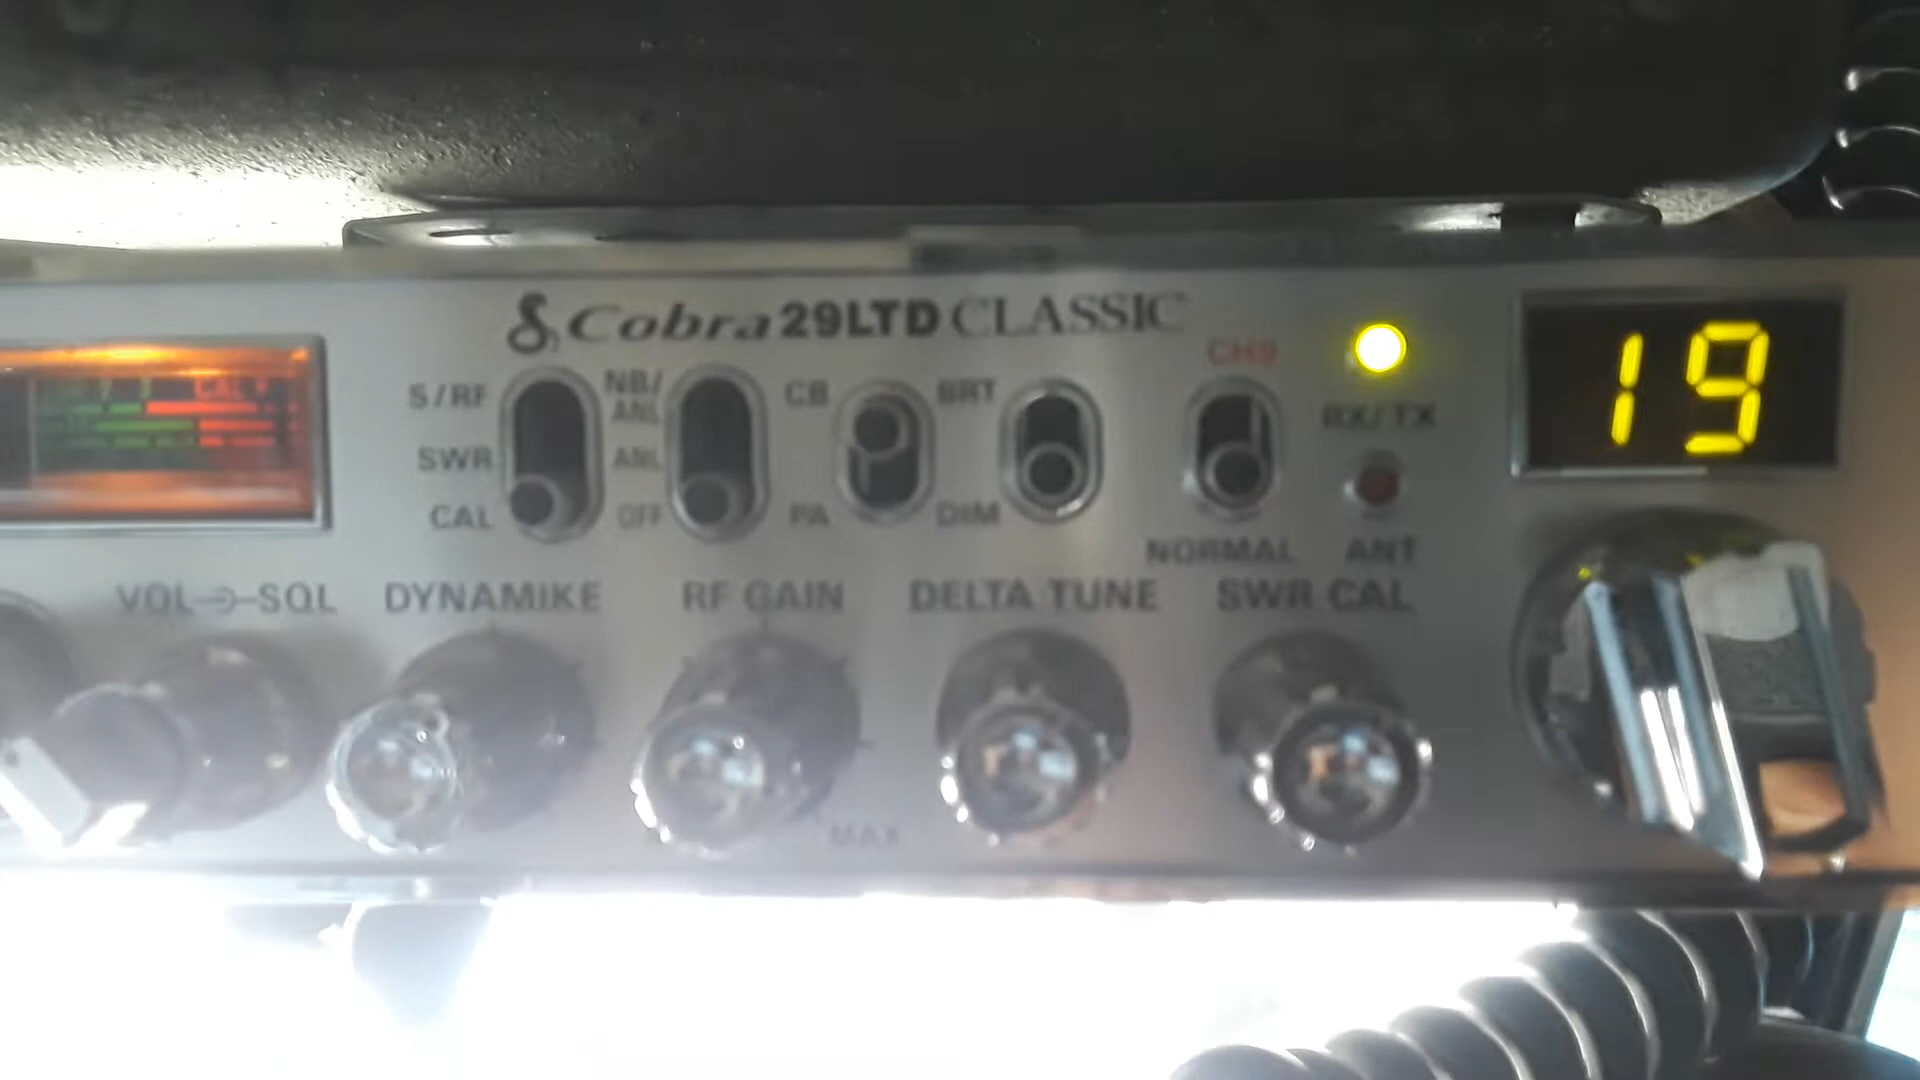 Cobra 29LTD CLASSIC
19
CH9
S/RF
NB/
ANL
CB
BRT
RX/TX
SWR
ANL
CAL
OFF
PA
DIM
NORMAL
ANT
VOL SQL
DYNAMIKE
RF GAIN
DELTA TUNE
SWR CAL
MAX